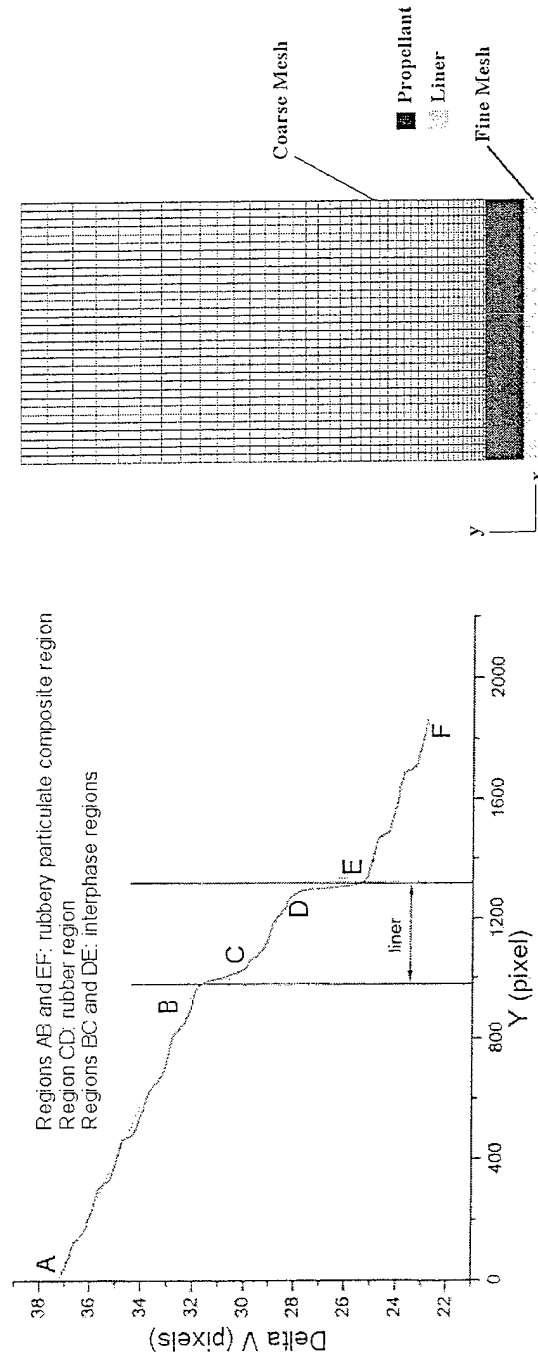 Regions AB and EF: rubbery particulate composite region
Region CD: rubber region
Regions BC and DE: interphase regions
A
B
C
D
E
F
liner
38
36
34
32
30
28
26
24
22
Delta V (pixels)
0
400
800
1200
1600
2000
Y (pixel)
Coarse Mesh
Propellant
Liner
Fine Mesh
y
x